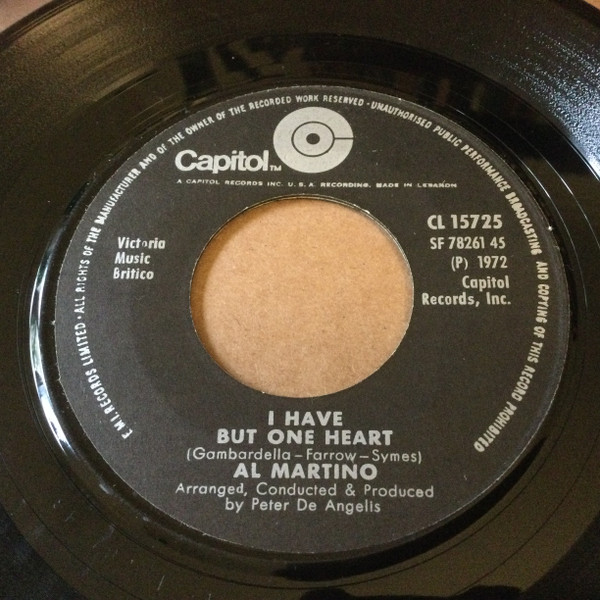 E.M.I. RECORDS LIMITED · ALL RIGHTS OF THE MANUFACTURER AND OF THE OWNER OF THE RECORDED WORK RESERVED · UNAUTHORISED PUBLIC PERFORMANCE BROADCASTING AND COPYING OF THIS RECORD PROHIBITED
Capitol™
A CAPITOL RECORDS INC. U.S.A. RECORDING. MADE IN LEBANON
Victoria
Music
Britico
CL 15725
SF 78261 45
(P) 1972
Capitol
Records, Inc.
I HAVE
BUT ONE HEART
(Gambardella – Farrow – Symes)
AL MARTINO
Arranged, Conducted & Produced
by Peter De Angelis